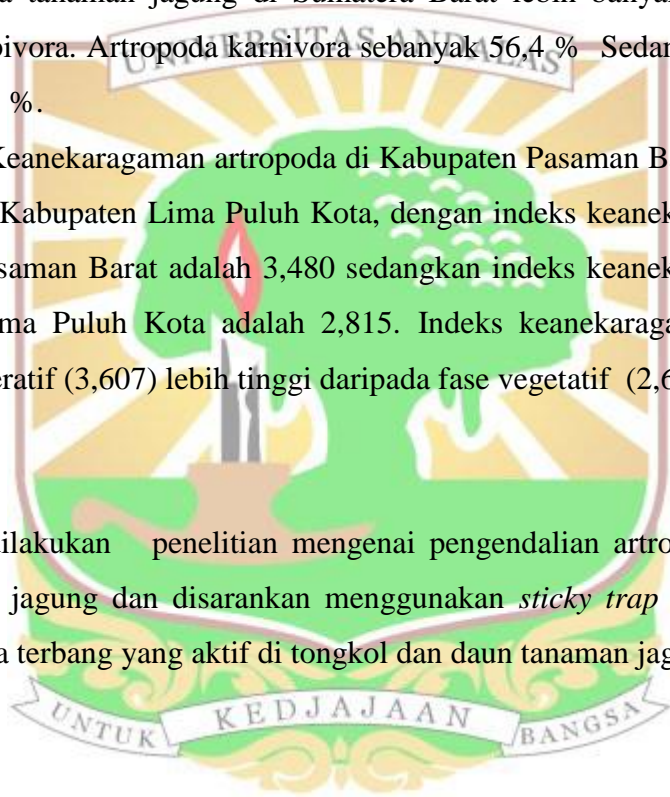 tanaman jagung di Sumatera Barat lebih banyak
bivora. Artropoda karnivora sebanyak 56,4 % Sedan
UNIVERSITAS ANDALAS
%.
Keanekaragaman artropoda di Kabupaten Pasaman B
Kabupaten Lima Puluh Kota, dengan indeks keanek
asaman Barat adalah 3,480 sedangkan indeks keanek
ma Puluh Kota adalah 2,815. Indeks keanekaraga
eratif (3,607) lebih tinggi daripada fase vegetatif (2,6
ilakukan penelitian mengenai pengendalian artro
jagung dan disarankan menggunakan sticky trap
a terbang yang aktif di tongkol dan daun tanaman jag
UNTUK KEDJAJAAN BANGSA